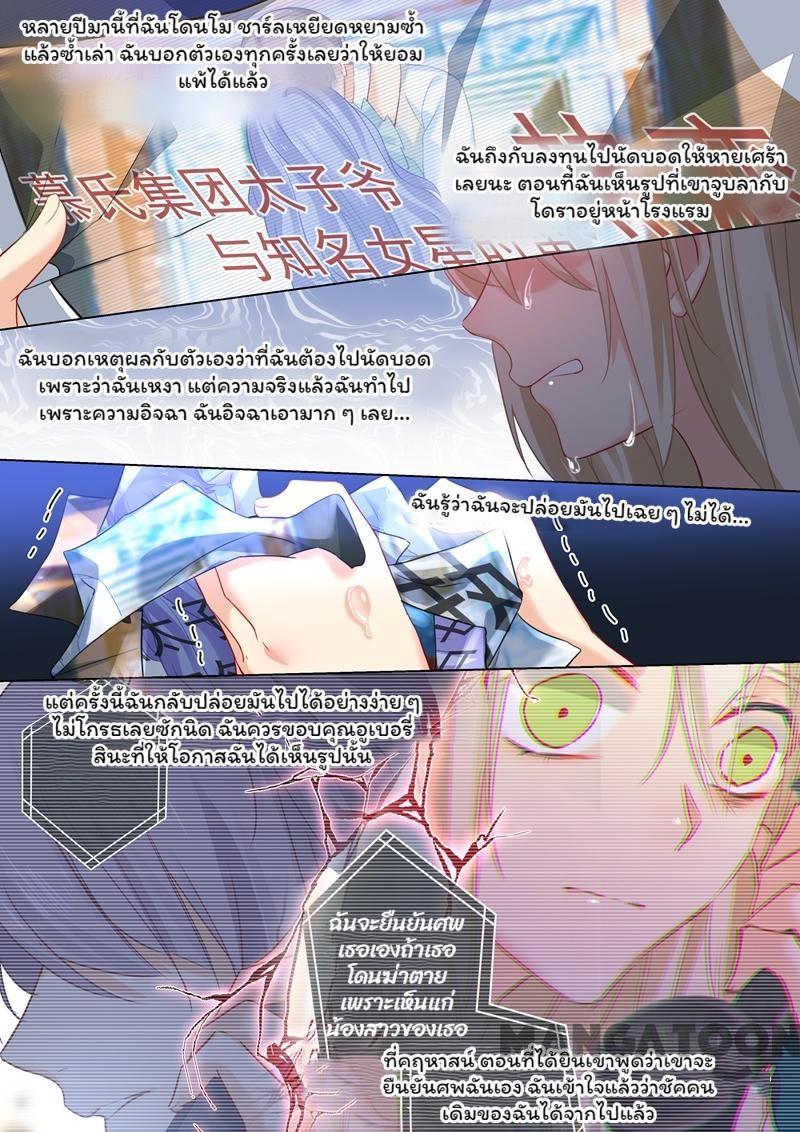 หลายปีมานี้ที่ฉันโดนโม ชาร์ลเหยียดหยามซ้ำ
แล้วซ้ำเล่า ฉันบอกตัวเองทุกครั้งเลยว่าให้ยอม
แพ้ได้แล้ว
ฉันถึงกับลงทุนไปนัดบอดให้หายเศร้า
เลยนะ ตอนที่ฉันเห็นรูปที่เขาจูบลากับ
โดราอยู่หน้าโรงแรม
慕氏集团太子爷
与知名女星
ฉันบอกเหตุผลกับตัวเองว่าที่ฉันต้องไปนัดบอด
เพราะว่าฉันเหงา แต่ความจริงแล้วฉันทำไป
เพราะความอิจฉา ฉันอิจฉาเอามาก ๆ เลย...
ฉันรู้ว่าฉันจะปล่อยมันไปเฉย ๆ ไม่ได้...
แต่ครั้งนี้ฉันกลับปล่อยมันไปได้อย่างง่าย ๆ
ไม่โกรธเลยซักนิด ฉันควรขอบคุณอูเบอรี่
สินะที่ให้โอกาสฉันได้เห็นรูปนั้น
ฉันจะยืนยันศพ
เธอเองถ้าเธอ
โดนฆ่าตาย
เพราะเห็นแก่
น้องสาวของเธอ
MANGATOON
ที่คฤหาสน์ ตอนที่ได้ยินเขาพูดว่าเขาจะ
ยืนยันศพฉันเอง ฉันเข้าใจแล้วว่าชัคคน
เดิมของฉันได้จากไปแล้ว